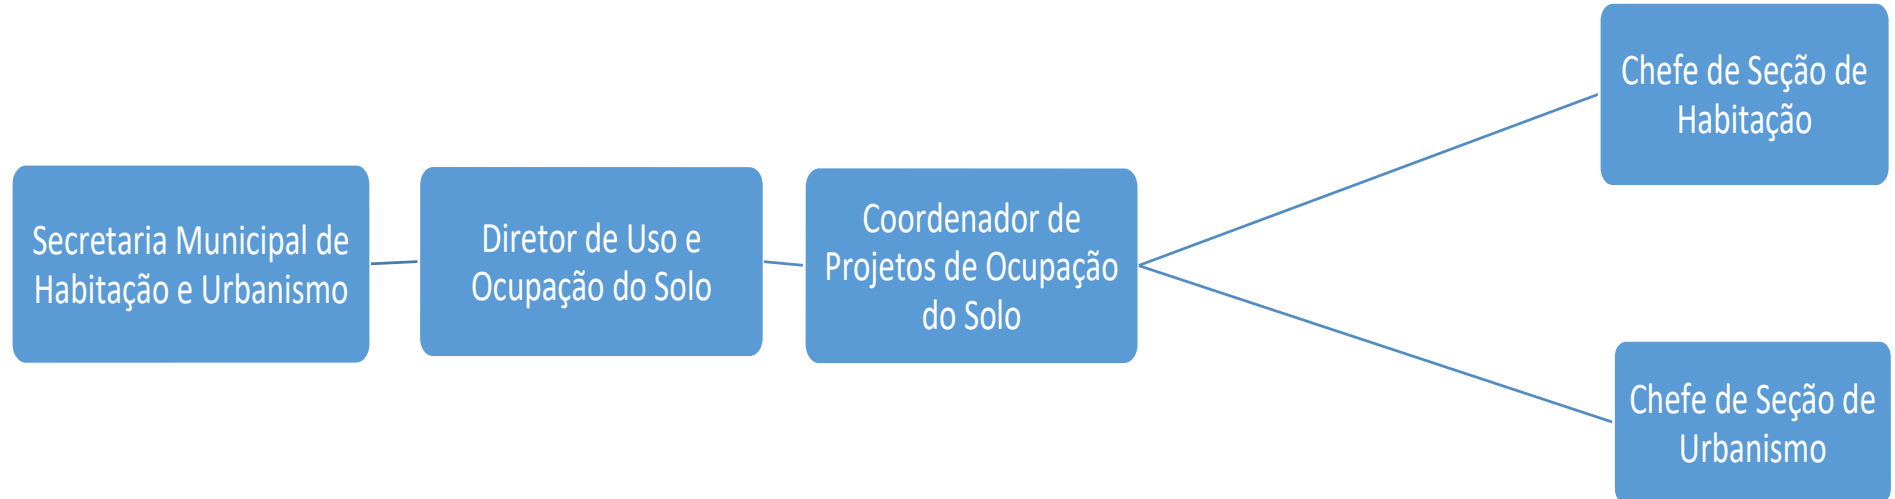 Secretaria Municipal de
Habitação e Urbanismo
Diretor de Uso e
Ocupação do Solo
Coordenador de
Projetos de Ocupação
do Solo
Chefe de Seção de
Habitação
Chefe de Seção de
Urbanismo